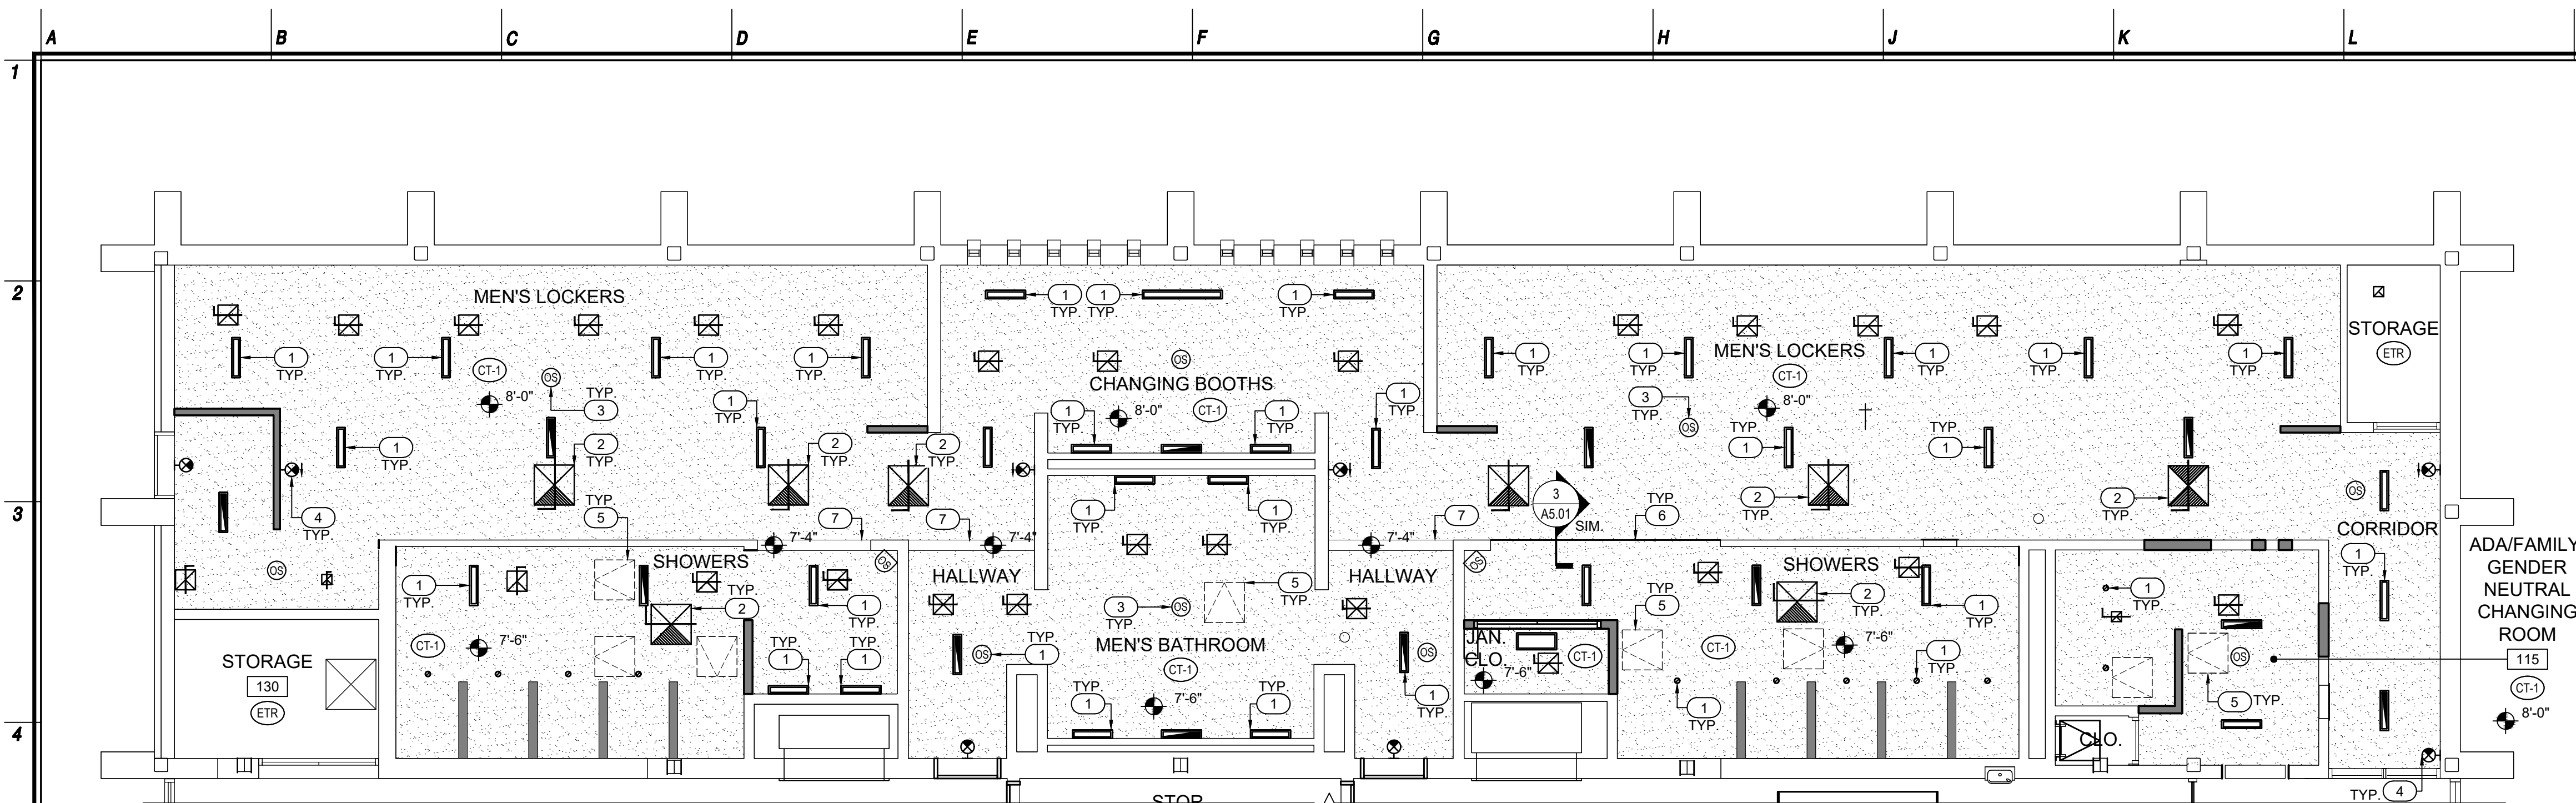 A B C D E F G H J K L
1
2
3
4
MEN'S LOCKERS
1 TYP.
1 TYP.
1 TYP.
1 TYP.
CT-1
8'-0"
OS
TYP.
3
1 TYP.
1 TYP.
2 TYP.
2 TYP.
2 TYP.
4 TYP.
TYP.
5
7
7
7'-4"
7'-4"
OS
STORAGE
130
ETR
SHOWERS
OS
1 TYP.
TYP.
2
1 TYP.
TYP.
1
TYP.
1
CT-1
7'-6"
HALLWAY
OS
TYP.
1
1 TYP.
1 TYP.
1 TYP.
OS
CHANGING BOOTHS
8'-0"
CT-1
1 TYP.
1 TYP.
1 TYP.
1 TYP.
1 TYP.
5 TYP.
3 TYP.
OS
MEN'S BATHROOM
CT-1
7'-6"
TYP.
1
TYP.
1
7
7'-4"
HALLWAY
OS
1 TYP.
STOR
MEN'S LOCKERS
CT-1
8'-0"
1 TYP.
1 TYP.
1 TYP.
1 TYP.
1 TYP.
3 TYP.
OS
TYP.
1
TYP.
1
3
A5.01
SIM.
TYP.
6
2 TYP.
2 TYP.
OS
JAN.
CLO.
7'-6"
CT-1
SHOWERS
2 TYP.
1 TYP.
TYP.
5
CT-1
7'-6"
1 TYP.
1 TYP.
1 TYP.
OS
5 TYP.
CLO.
STORAGE
ETR
OS
CORRIDOR
1 TYP.
TYP. 4
ADA/FAMILY
GENDER
NEUTRAL
CHANGING
ROOM
115
CT-1
8'-0"